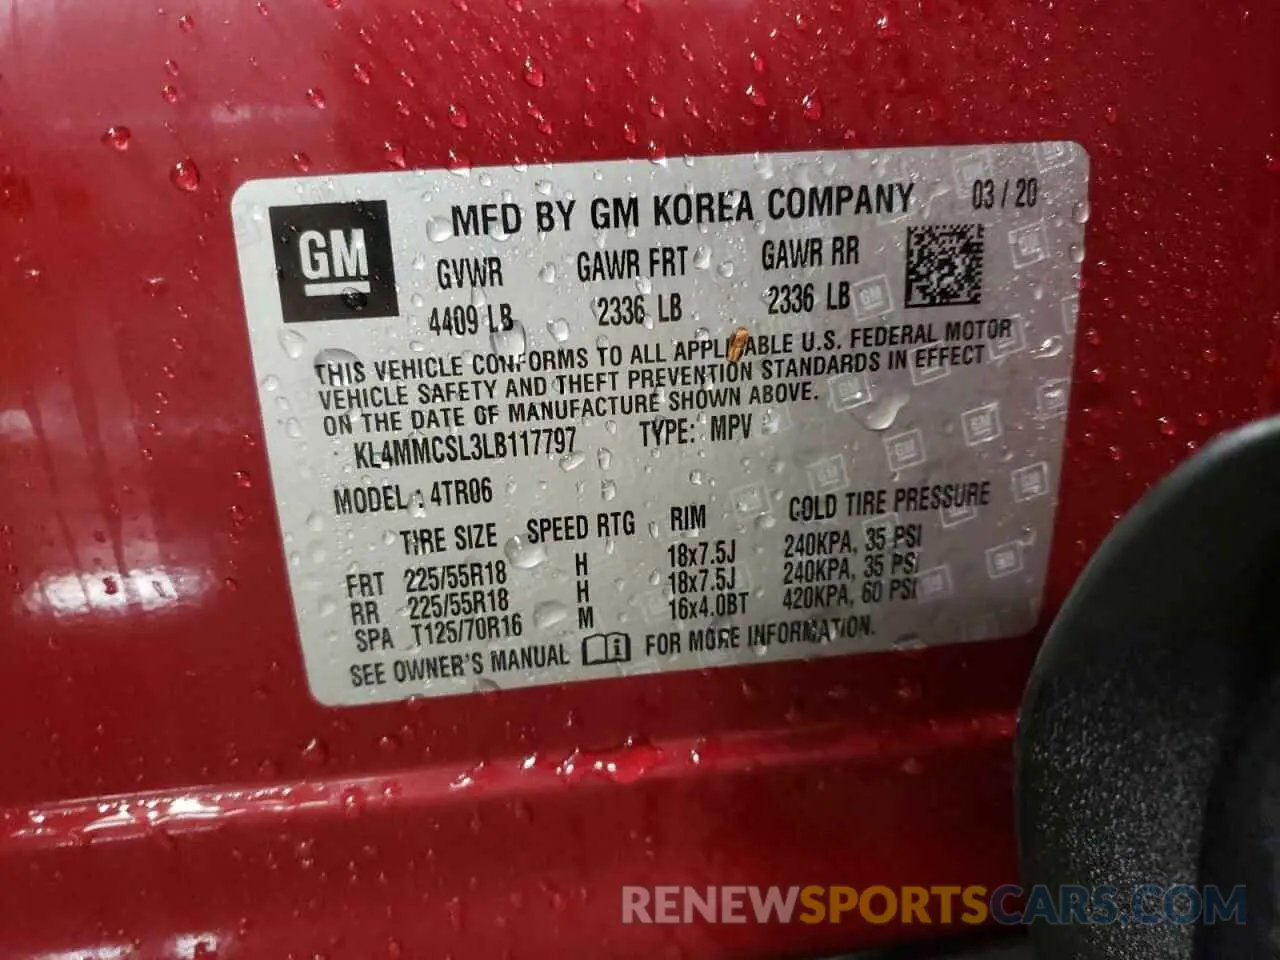 GM
MFD BY GM KOREA COMPANY 03 / 20
GVWR GAWR FRT GAWR RR
4409 LB 2336 LB 2336 LB
THIS VEHICLE CONFORMS TO ALL APPLICABLE U.S. FEDERAL MOTOR
VEHICLE SAFETY AND THEFT PREVENTION STANDARDS IN EFFECT
ON THE DATE OF MANUFACTURE SHOWN ABOVE.
KL4MMCSL3LB117797 TYPE: MPV
MODEL: 4TR06
TIRE SIZE SPEED RTG RIM COLD TIRE PRESSURE
FRT 225/55R18 H 18x7.5J 240KPA, 35 PSI
RR 225/55R18 H 18x7.5J 240KPA, 35 PSI
SPA T125/70R16 M 16x4.0BT 420KPA, 60 PSI
SEE OWNER'S MANUAL FOR MORE INFORMATION.
RENEWSPORTSCARS.COM